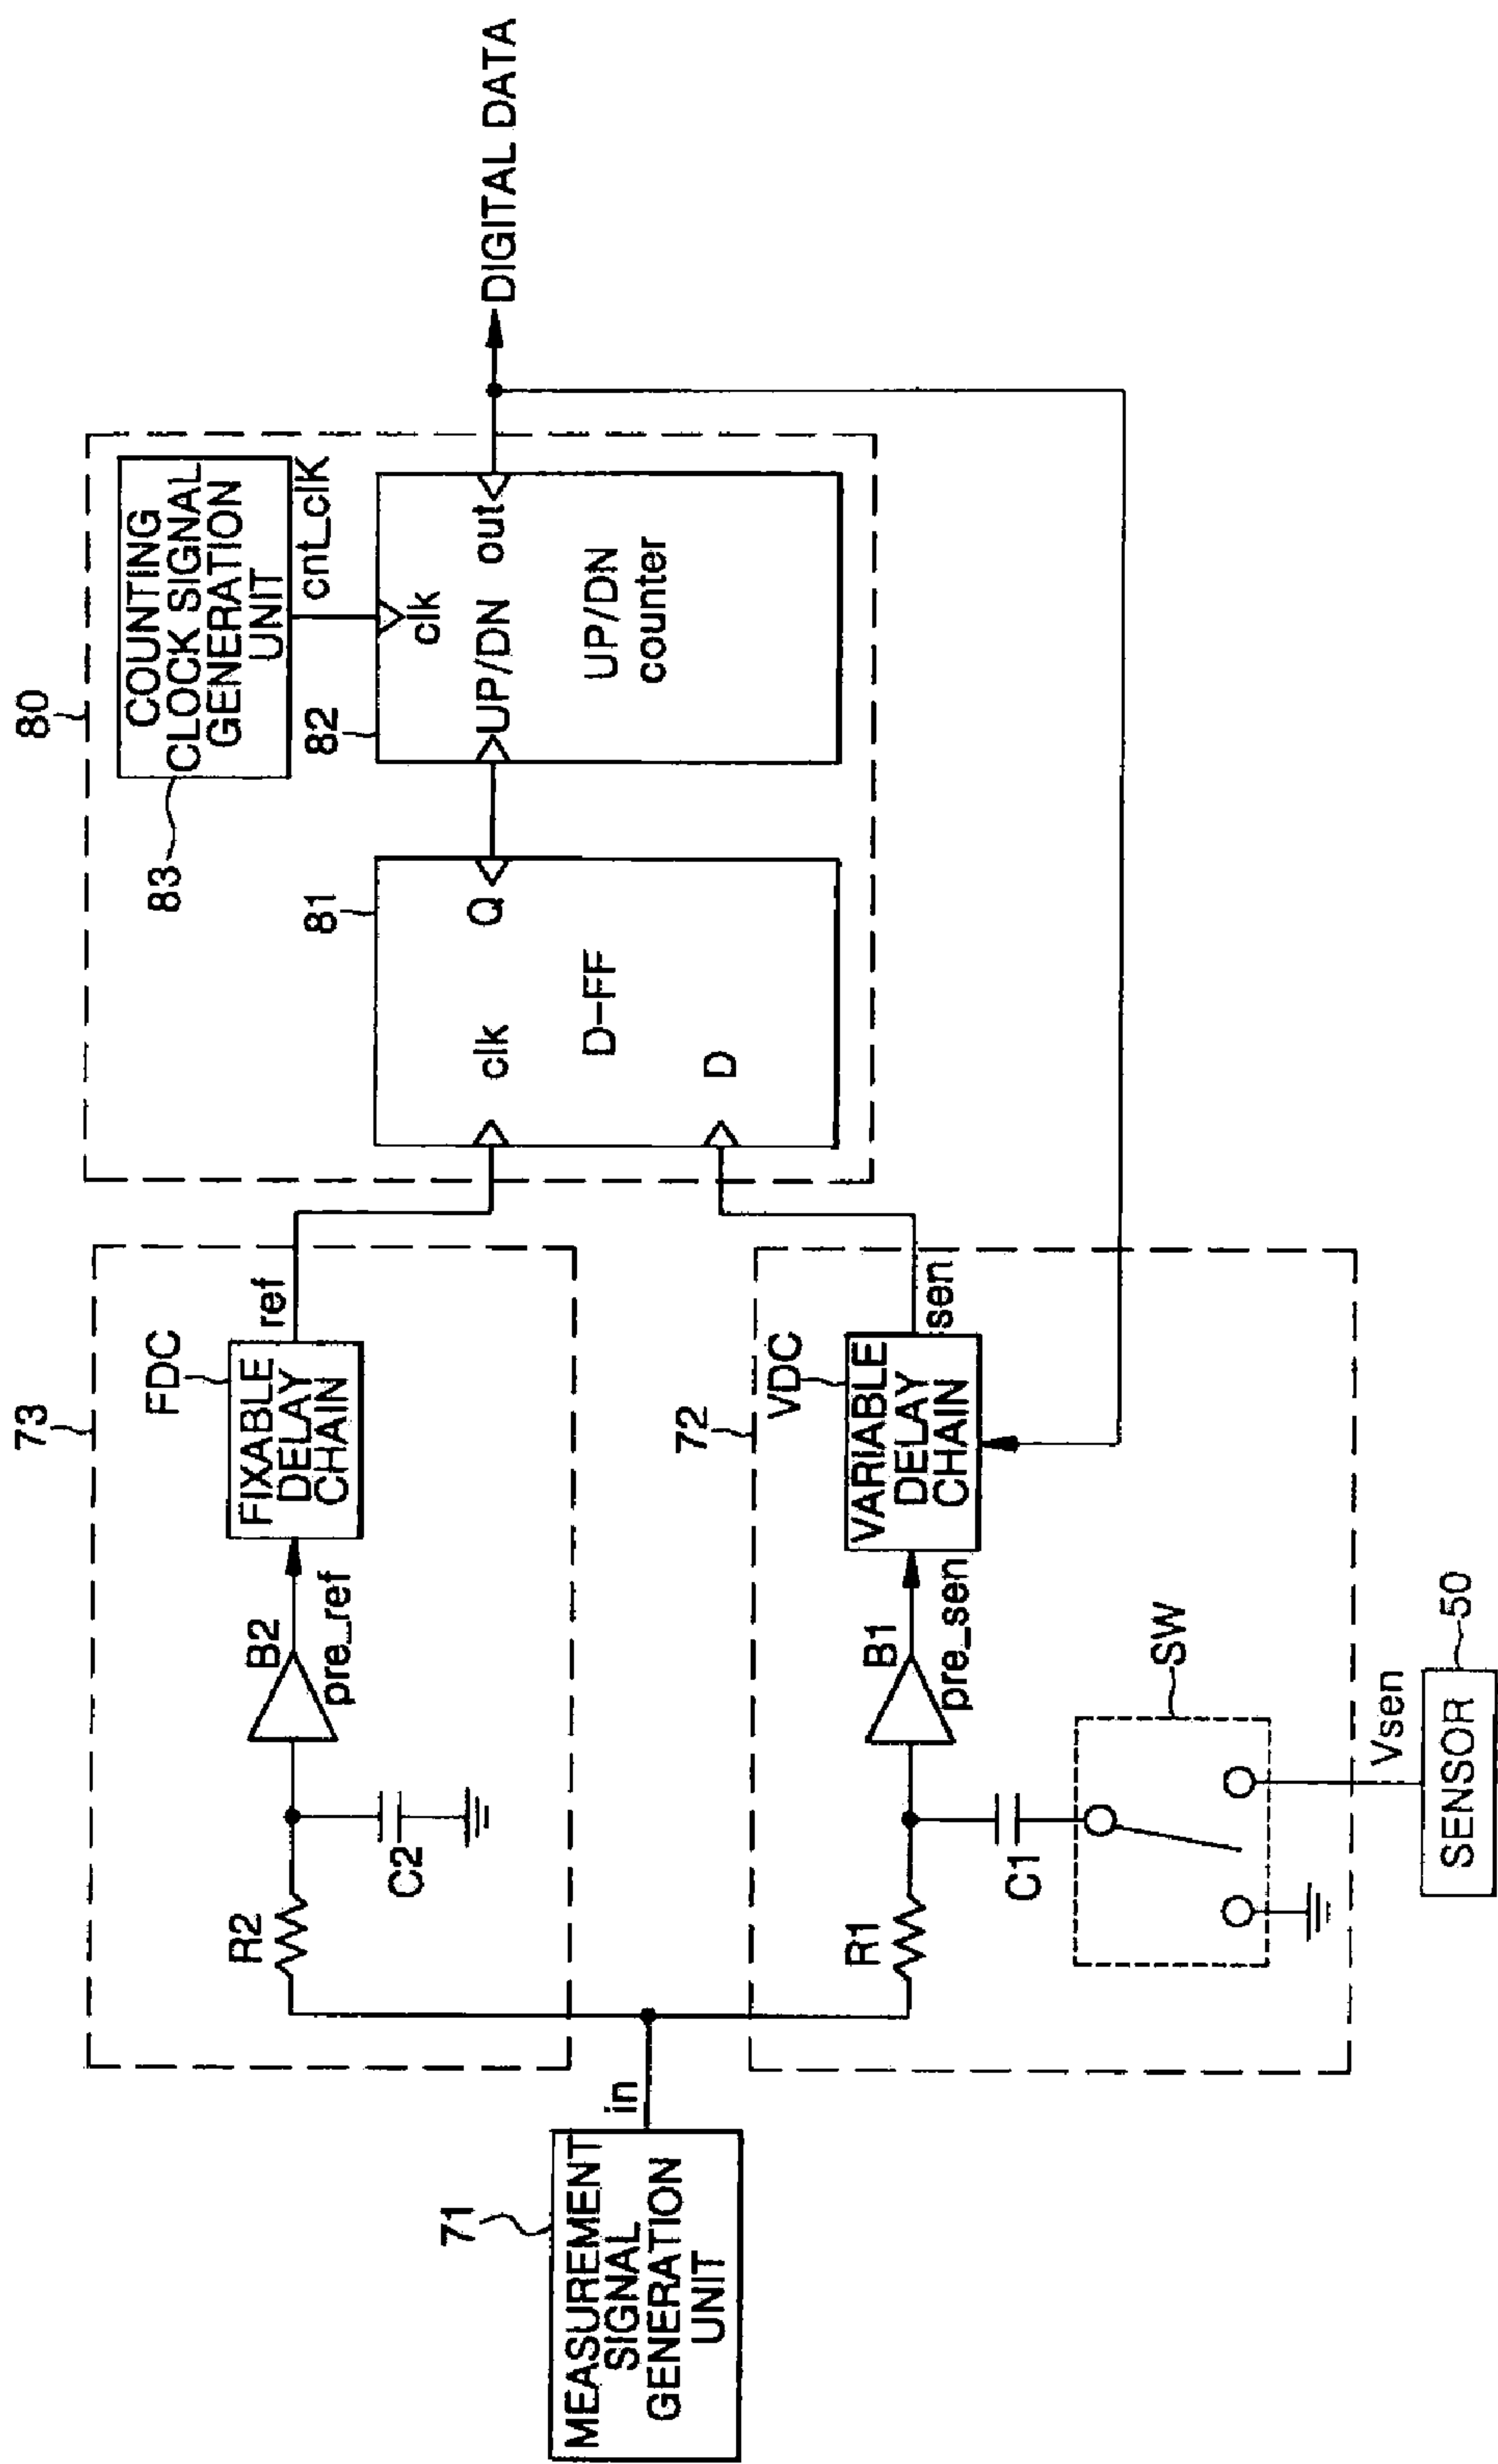 71
MEASUREMENT
SIGNAL
GENERATION
UNIT
in
73
R2
C2
B2
pre_ref
FDC
FIXABLE
DELAY
CHAIN
ref
72
R1
C1
B1
pre_sen
SW
VDC
VARIABLE
DELAY
CHAIN
sen
Vsen
SENSOR
50
80
81
clk
Q
D-FF
D
83
COUNTING
CLOCK SIGNAL
GENERATION
UNIT
cnt_clK
82
clk
UP/DN out
UP/DN
counter
DIGITAL DATA